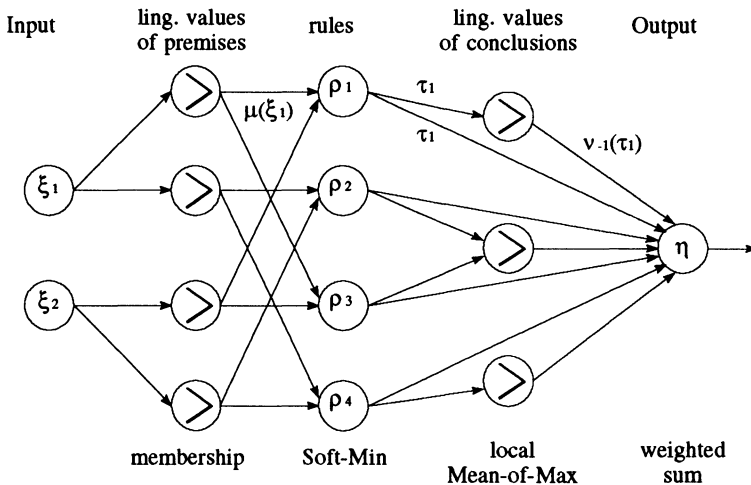 Input
ling. values
of premises
rules
ling. values
of conclusions
Output
ρ1
τ1
μ(ξ1)
τ1
ν-1(τ1)
ξ1
ρ2
η
ξ2
ρ3
ρ4
membership
Soft-Min
local
Mean-of-Max
weighted
sum